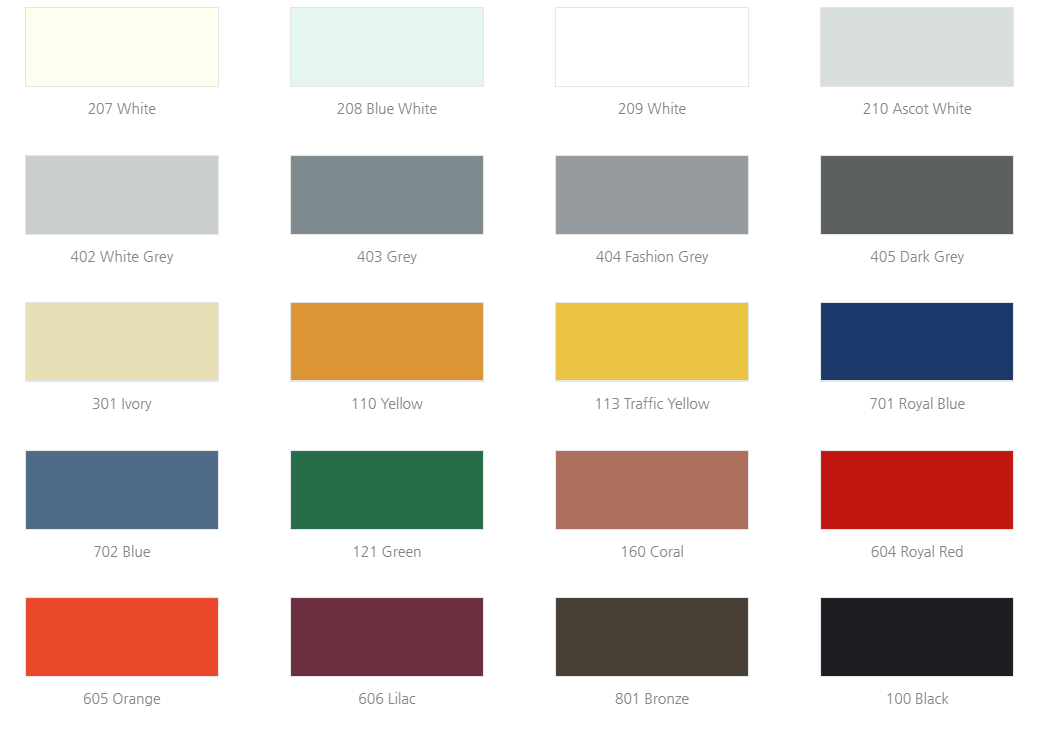 207 White
208 Blue White
209 White
210 Ascot White
402 White Grey
403 Grey
404 Fashion Grey
405 Dark Grey
301 Ivory
110 Yellow
113 Traffic Yellow
701 Royal Blue
702 Blue
121 Green
160 Coral
604 Royal Red
605 Orange
606 Lilac
801 Bronze
100 Black